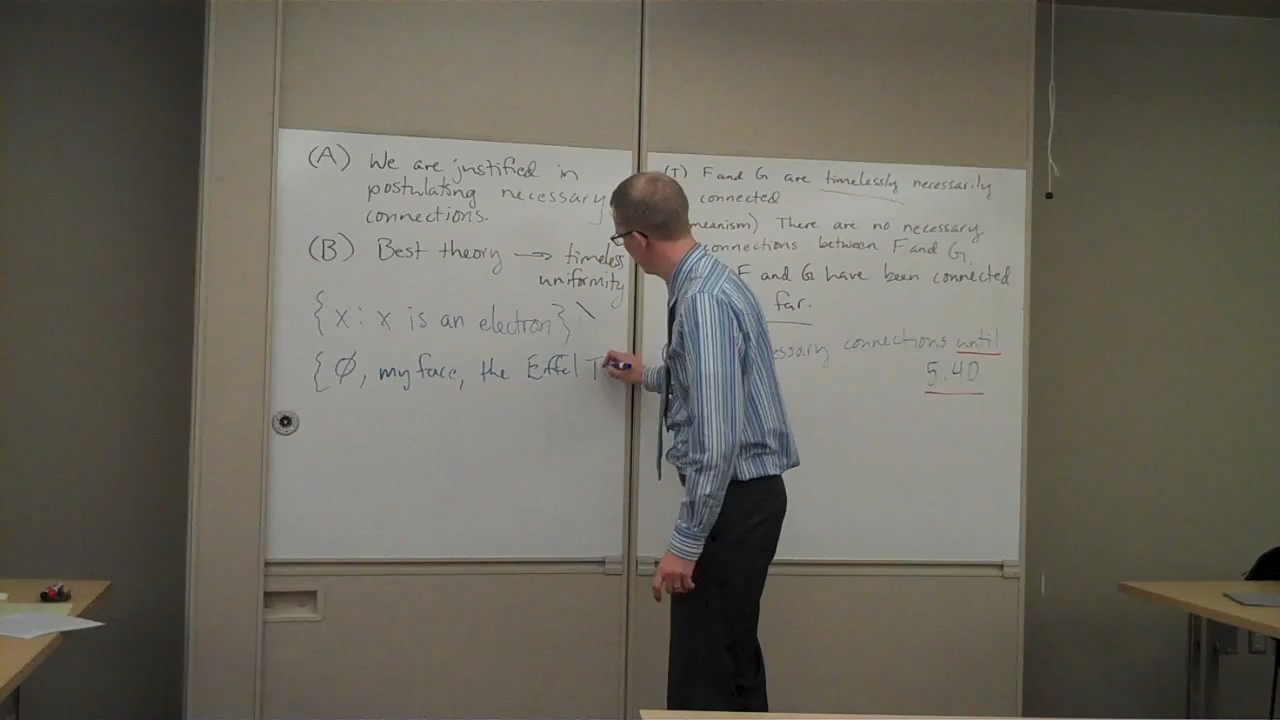 (A) We are justified in
postulating necessary
connections.
(B) Best theory → timeless
uniformity
{x : x is an electron} \
{Ø, my face, the Eiffel T
(T) F and G are timelessly necessarily
connected
meanism) There are no necessary
connections between F and G.
F and G have been connected
far.
essary connections until
5.40